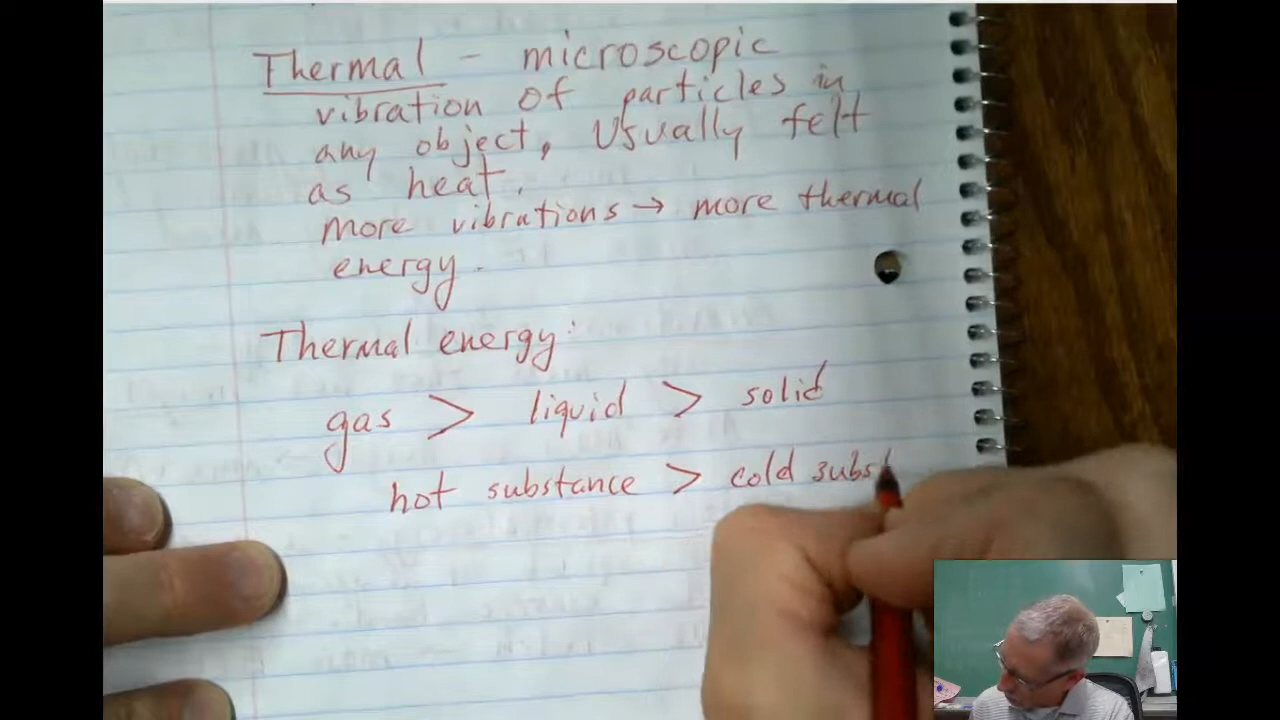 Thermal - microscopic
vibration of particles in
any object, usually felt
as heat.
more vibrations → more thermal
energy.
Thermal energy:
gas > liquid > solid
hot substance > cold subst